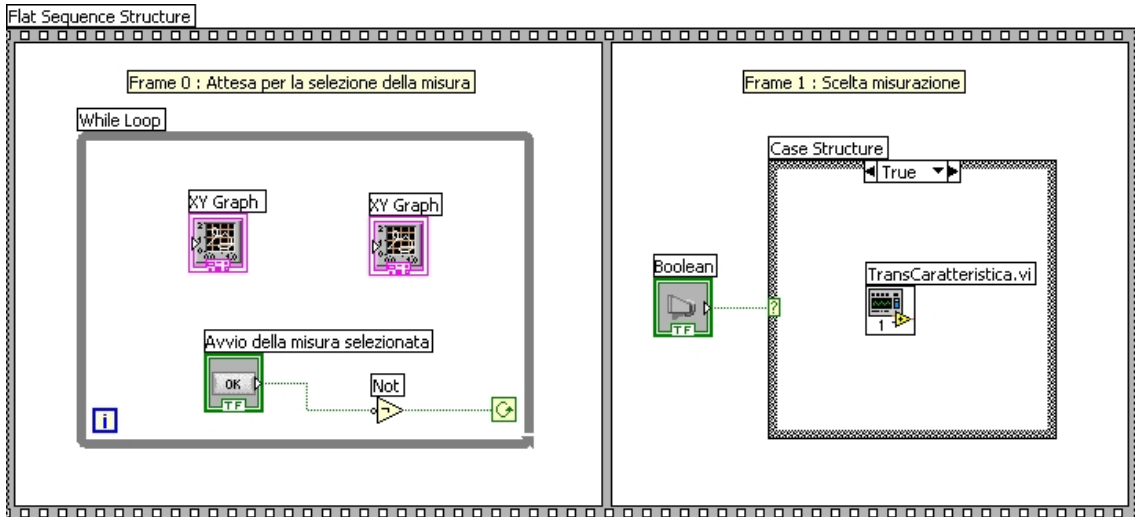 Flat Sequence Structure
Frame 0 : Attesa per la selezione della misura
While Loop
XY Graph
XY Graph
Avvio della misura selezionata
OK
TF
Not
i
Frame 1 : Scelta misurazione
Case Structure
True
Boolean
TF
?
TransCaratteristica.vi
1